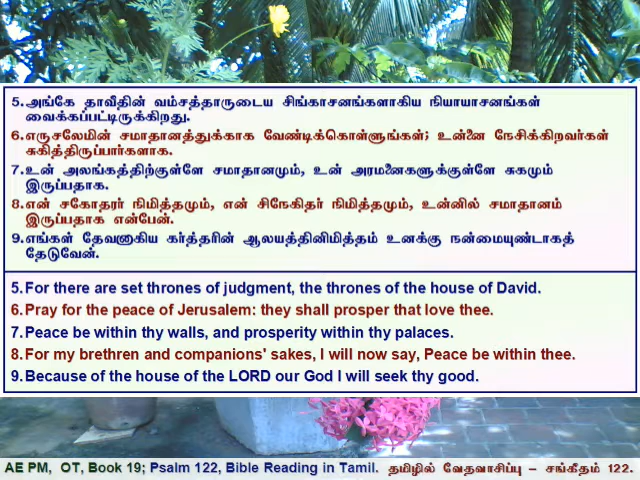 5. அங்கே தாவீதின் வம்சத்தாருடைய சிங்காசனங்களாகிய நியாயாசனங்கள்
வைக்கப்பட்டிருக்கிறது.
6. எருசலேமின் சமாதானத்துக்காக வேண்டிக்கொள்ளுங்கள்; உன்னை நேசிக்கிறவர்கள்
சுகித்திருப்பார்களாக.
7. உன் அலங்கத்திற்குள்ளே சமாதானமும், உன் அரமனைகளுக்குள்ளே சுகமும்
இருப்பதாக.
8. என் சகோதரர் நிமித்தமும், என் சிநேகிதர் நிமித்தமும், உன்னில் சமாதானம்
இருப்பதாக என்பேன்.
9. எங்கள் தேவனாகிய கர்த்தரின் ஆலயத்தினிமித்தம் உனக்கு நன்மையுண்டாகத்
தேடுவேன்.
5. For there are set thrones of judgment, the thrones of the house of David.
6. Pray for the peace of Jerusalem: they shall prosper that love thee.
7. Peace be within thy walls, and prosperity within thy palaces.
8. For my brethren and companions' sakes, I will now say, Peace be within thee.
9. Because of the house of the LORD our God I will seek thy good.
AE PM, OT, Book 19; Psalm 122, Bible Reading in Tamil. தமிழில் வேதவாசிப்பு – சங்கீதம் 122.